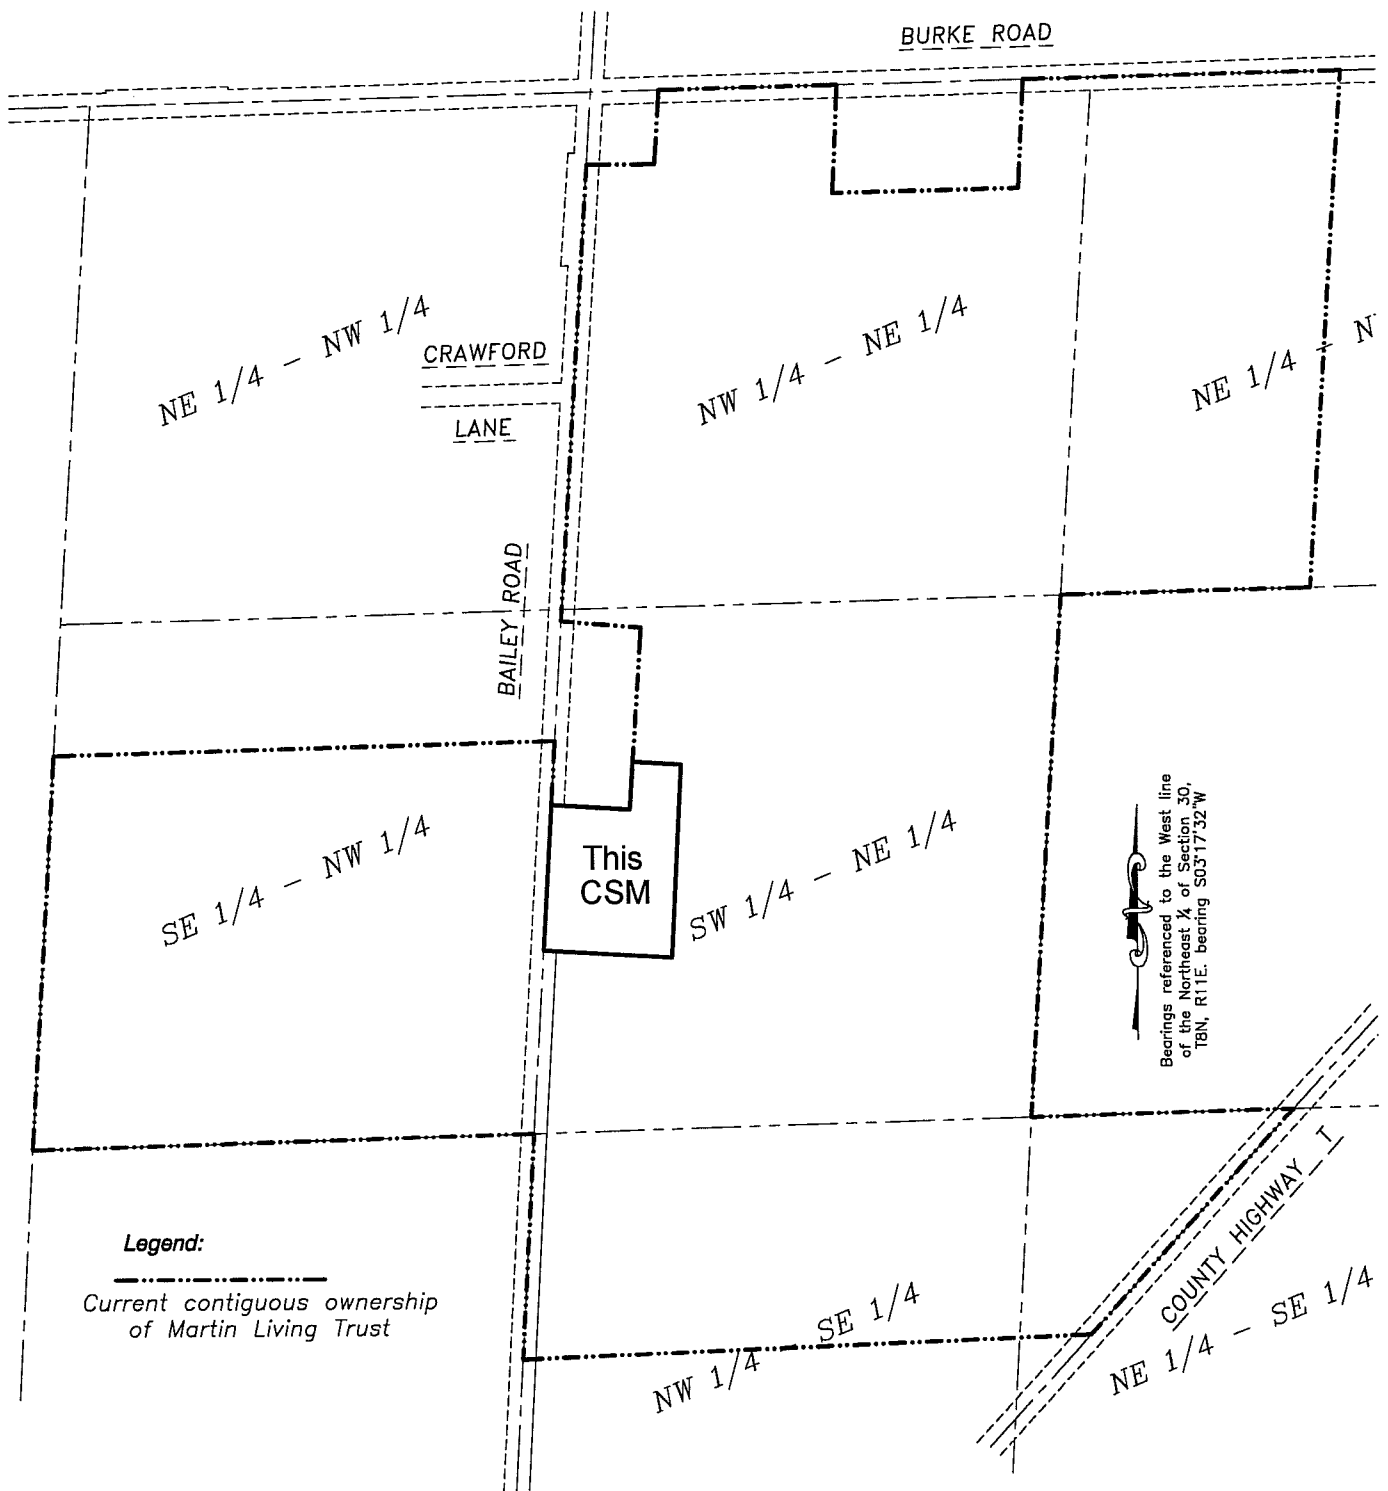 BURKE ROAD
NE 1/4 - NW 1/4
CRAWFORD
LANE
NW 1/4 - NE 1/4
NE 1/4 -
BAILEY ROAD
SE 1/4 - NW 1/4
This
CSM
SW 1/4 - NE 1/4
Bearings referenced to the West line
of the Northeast ¼ of Section 30,
T8N, R11E. bearing S03°17'32"W
COUNTY HIGHWAY T
Legend:
Current contiguous ownership
of Martin Living Trust
NW 1/4 - SE 1/4
NE 1/4 - SE 1/4